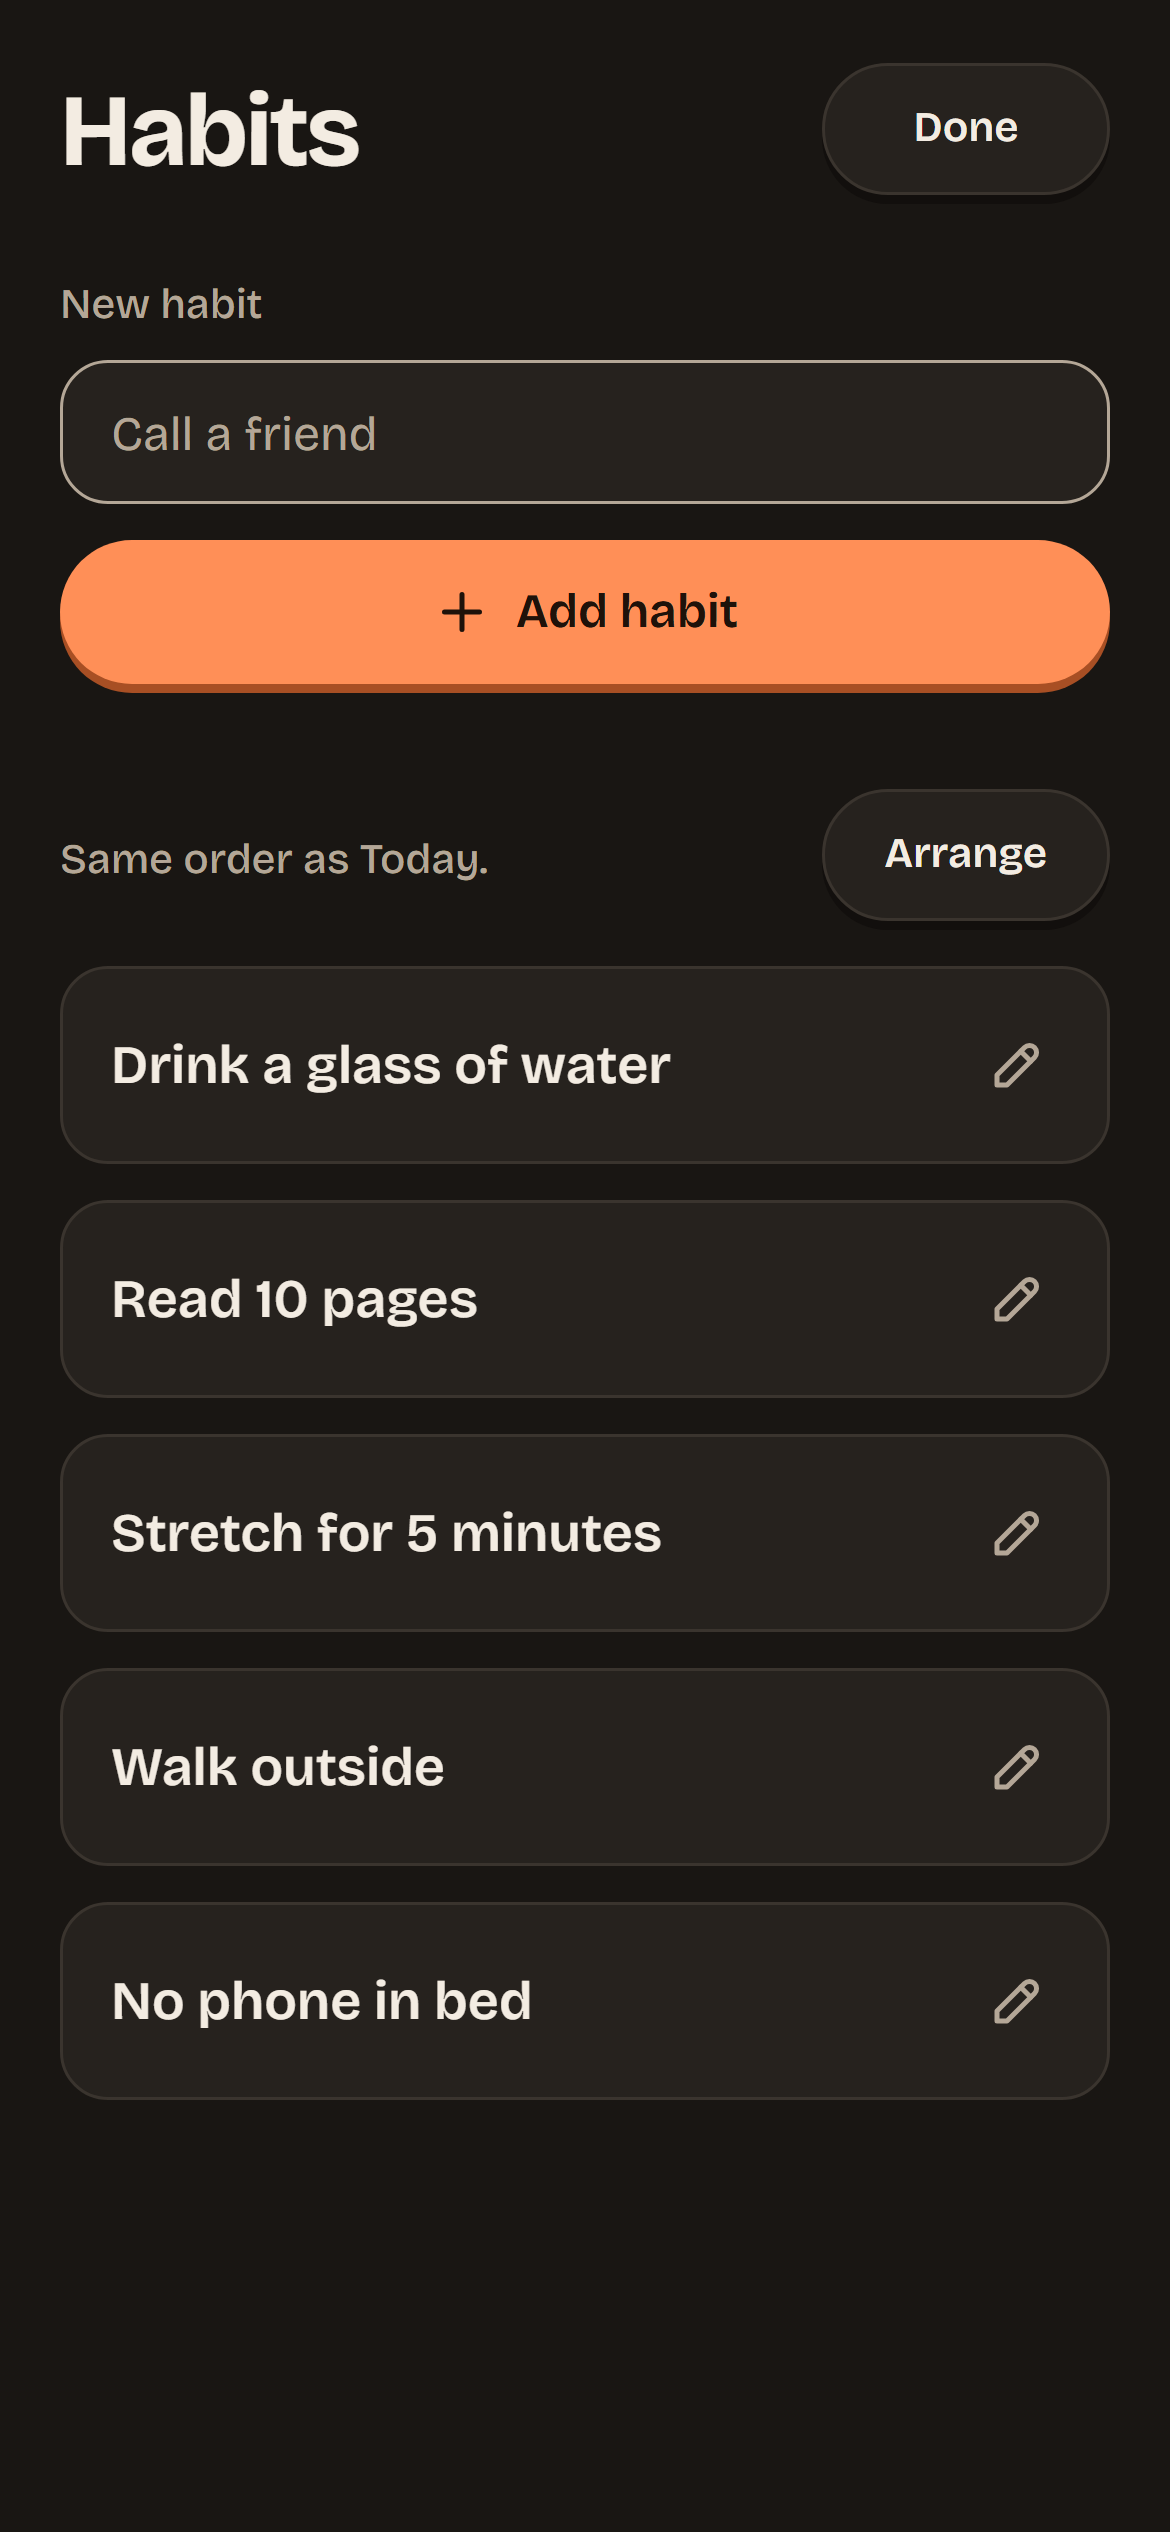 Habits
Done
New habit
Call a friend
Add habit
Same order as Today.
Arrange
Drink a glass of water
Read 10 pages
Stretch for 5 minutes
Walk outside
No phone in bed